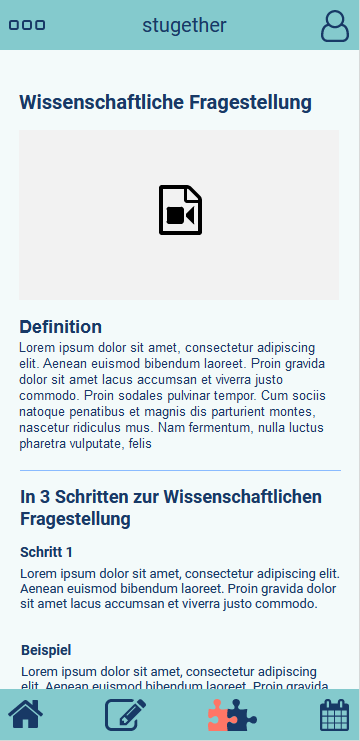 stugether
Wissenschaftliche Fragestellung
Definition
Lorem ipsum dolor sit amet, consectetur adipiscing
elit. Aenean euismod bibendum laoreet. Proin gravida
dolor sit amet lacus accumsan et viverra justo
commodo. Proin sodales pulvinar tempor. Cum sociis
natoque penatibus et magnis dis parturient montes,
nascetur ridiculus mus. Nam fermentum, nulla luctus
pharetra vulputate, felis
In 3 Schritten zur Wissenschaftlichen
Fragestellung
Schritt 1
Lorem ipsum dolor sit amet, consectetur adipiscing elit.
Aenean euismod bibendum laoreet. Proin gravida dolor
sit amet lacus accumsan et viverra justo commodo.
Beispiel
Lorem ipsum dolor sit amet, consectetur adipiscing
elit. Aenean euismod bibendum laoreet. Proin gravida